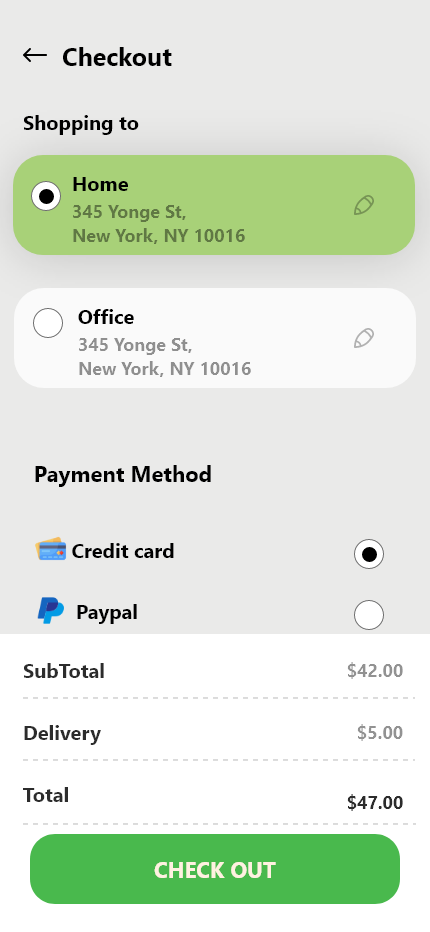 Checkout
Shopping to
Home
345 Yonge St,
New York, NY 10016
Office
345 Yonge St,
New York, NY 10016
Payment Method
Credit card
Paypal
SubTotal $42.00
Delivery $5.00
Total $47.00
CHECK OUT